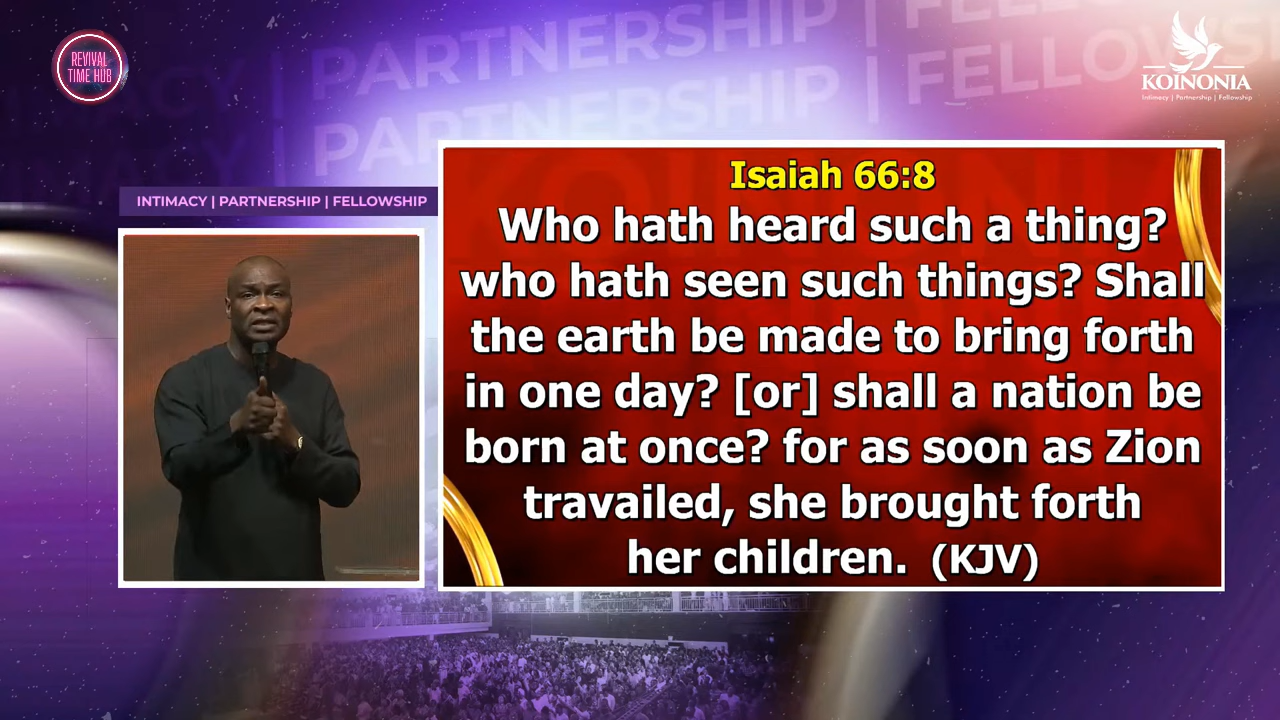 PARTNERSHIP | FELLOWSHIP
PARTNERSHIP | FELLOWSHIP
REVIVAL
TIME HUB
KOINONIA
Intimacy | Partnership | Fellowship
INTIMACY | PARTNERSHIP | FELLOWSHIP
Isaiah 66:8
Who hath heard such a thing?
who hath seen such things? Shall
the earth be made to bring forth
in one day? [or] shall a nation be
born at once? for as soon as Zion
travailed, she brought forth
her children. (KJV)